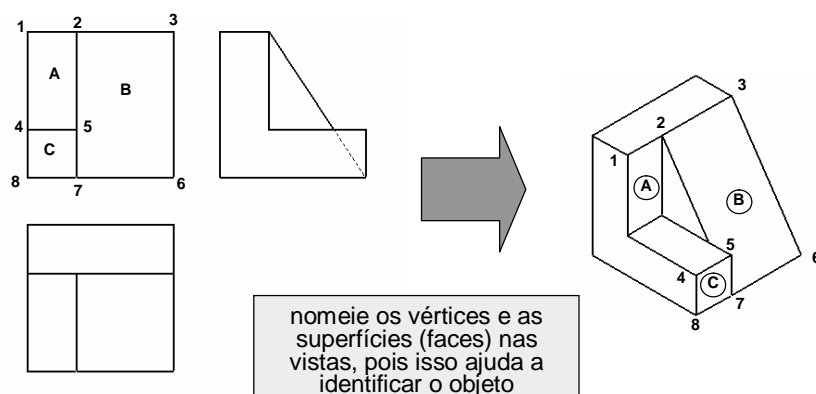 1 2 3
A B
4 5
C
8 7 6
3
2
1
A
B
5
4
C
6
7
8
nomeie os vértices e as
superfícies (faces) nas
vistas, pois isso ajuda a
identificar o objeto